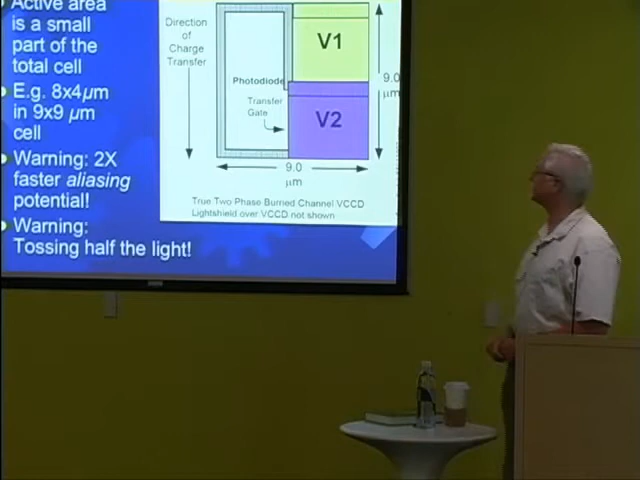 Active area
is a small
part of the
total cell
E.g. 8x4µm
in 9x9 µm
cell
Warning: 2X
faster aliasing
potential!
Warning:
Tossing half the light!
Direction
of
Charge
Transfer
V1
Photodiode
Transfer
Gate
V2
9.0
µm
9.0
µm
True Two Phase Burned Channel VCCD
Lightshield over VCCD not shown